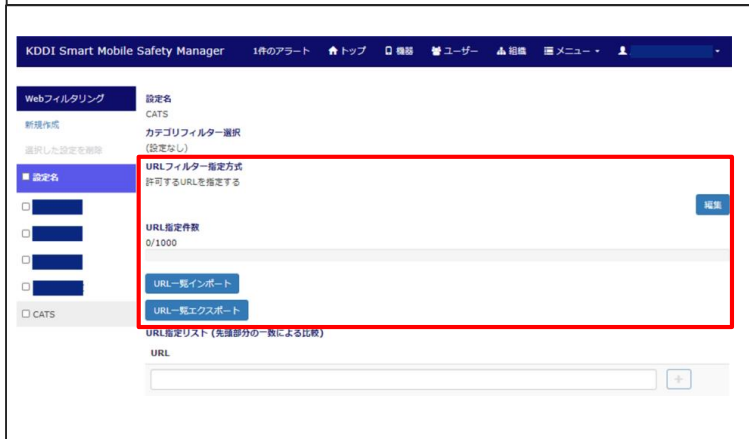 KDDI Smart Mobile Safety Manager 1件のアラート トップ 機器 ユーザー 組織 メニュー
Webフィルタリング
新規作成
選択した設定を削除
設定名
CATS
設定名
CATS
カテゴリフィルター選択
(設定なし)
URLフィルター指定方式
許可するURLを指定する
編集
URL指定件数
0/1000
URL一覧インポート
URL一覧エクスポート
URL指定リスト (先頭部分の一致による比較)
URL
+